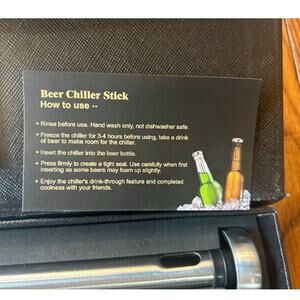 Beer Chiller Stick
How to use ▸▸
• Rinse before use. Hand wash only, not dishwasher safe.
• Freeze the chiller for 3-4 hours before using, take a drink
of beer to make room for the chiller.
• Insert the chiller into the beer bottle.
• Press firmly to create a tight seal. Use carefully when first
inserting as some beers may foam up slightly.
• Enjoy the chiller's drink-through feature and completed
coolness with your friends.